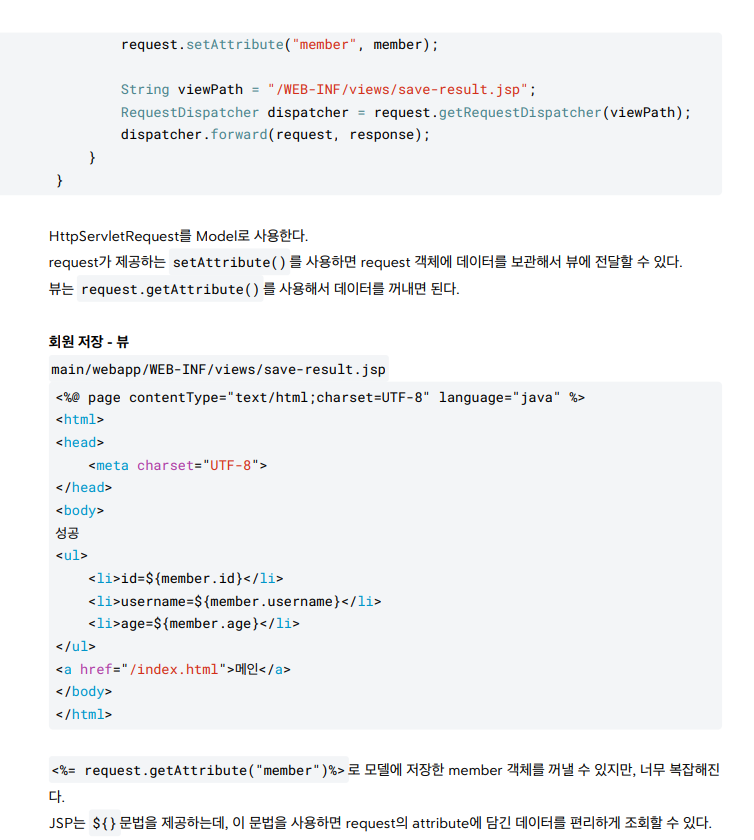 request.setAttribute("member", member);
String viewPath = "/WEB-INF/views/save-result.jsp";
RequestDispatcher dispatcher = request.getRequestDispatcher(viewPath);
dispatcher.forward(request, response);
}
}
HttpServletRequest를 Model로 사용한다.
request가 제공하는 setAttribute() 를 사용하면 request 객체에 데이터를 보관해서 뷰에 전달할 수 있다.
뷰는 request.getAttribute() 를 사용해서 데이터를 꺼내면 된다.
회원 저장 - 뷰
main/webapp/WEB-INF/views/save-result.jsp
<%@ page contentType="text/html;charset=UTF-8" language="java" %>
<html>
<head>
    <meta charset="UTF-8">
</head>
<body>
성공
<ul>
    <li>id=${member.id}</li>
    <li>username=${member.username}</li>
    <li>age=${member.age}</li>
</ul>
<a href="/index.html">메인</a>
</body>
</html>
<%= request.getAttribute("member")%> 로 모델에 저장한 member 객체를 꺼낼 수 있지만, 너무 복잡해진
다.
JSP는 ${} 문법을 제공하는데, 이 문법을 사용하면 request의 attribute에 담긴 데이터를 편리하게 조회할 수 있다.